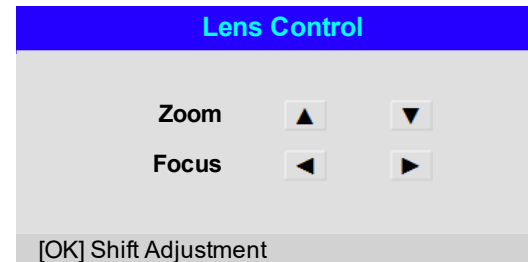 Lens Control
Zoom ▲ ▼
Focus ◀ ▶
[OK] Shift Adjustment